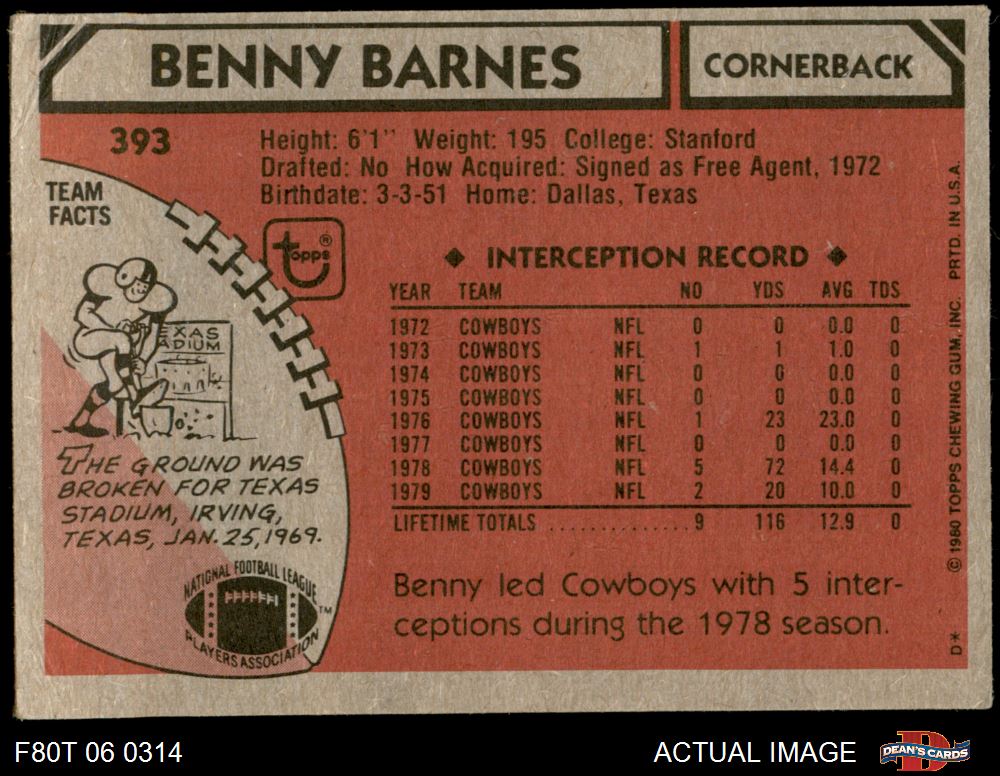 BENNY BARNES
CORNERBACK
393
Height: 6'1" Weight: 195 College: Stanford
Drafted: No How Acquired: Signed as Free Agent, 1972
Birthdate: 3-3-51 Home: Dallas, Texas
TEAM
FACTS
topps®
◆ INTERCEPTION RECORD ◆
YEAR TEAM NO YDS AVG TDS
1972 COWBOYS NFL 0 0 0.0 0
1973 COWBOYS NFL 1 1 1.0 0
1974 COWBOYS NFL 0 0 0.0 0
1975 COWBOYS NFL 0 0 0.0 0
1976 COWBOYS NFL 1 23 23.0 0
1977 COWBOYS NFL 0 0 0.0 0
1978 COWBOYS NFL 5 72 14.4 0
1979 COWBOYS NFL 2 20 10.0 0
LIFETIME TOTALS ............. 9 116 12.9 0
Benny led Cowboys with 5 inter-
ceptions during the 1978 season.
EXAS
ADIUM
THE GROUND WAS
BROKEN FOR TEXAS
STADIUM, IRVING,
TEXAS, JAN. 25, 1969.
NATIONAL FOOTBALL LEAGUE
PLAYERS ASSOCIATION
TM
D* © 1980 TOPPS CHEWING GUM, INC. PRTD. IN U.S.A.
F80T 06 0314
ACTUAL IMAGE
D
DEAN'S CARDS